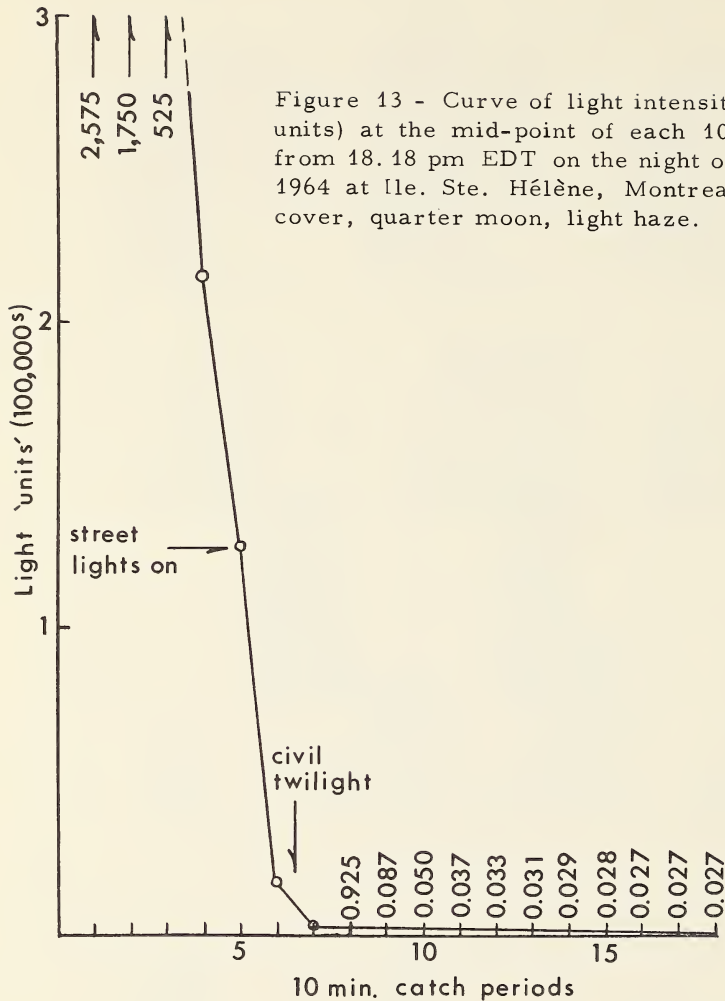 3
2,575
1,750
525
Figure 13 - Curve of light intensit
units) at the mid-point of each 10
from 18.18 pm EDT on the night o
1964 at Ile. Ste. Hélène, Montrea
cover, quarter moon, light haze.
2
Light 'units' (100,000s)
street
lights on
1
civil
twilight
0.925
0.087
0.050
0.037
0.033
0.031
0.029
0.028
0.027
0.027
0.027
5
10
15
10 min. catch periods